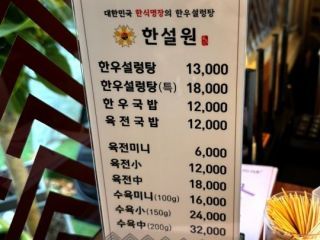 대한민국 한식명장의 한우설렁탕
한설원
한우설렁탕 13,000
한우설렁탕(특) 18,000
한우국밥 12,000
육전국밥 12,000
육전미니 6,000
육전小 12,000
육전中 18,000
수육미니(100g) 16,000
수육小(150g) 24,000
수육中(200g) 32,000